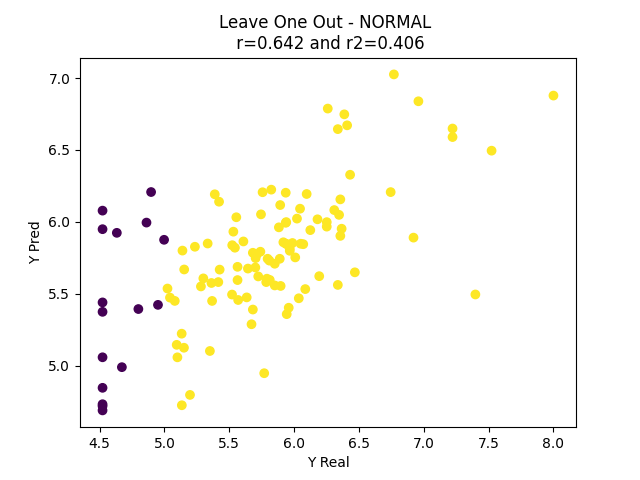 Leave One Out - NORMAL
r=0.642 and r2=0.406
7.0
6.5
6.0
5.5
5.0
Y Pred
4.5 5.0 5.5 6.0 6.5 7.0 7.5 8.0
Y Real